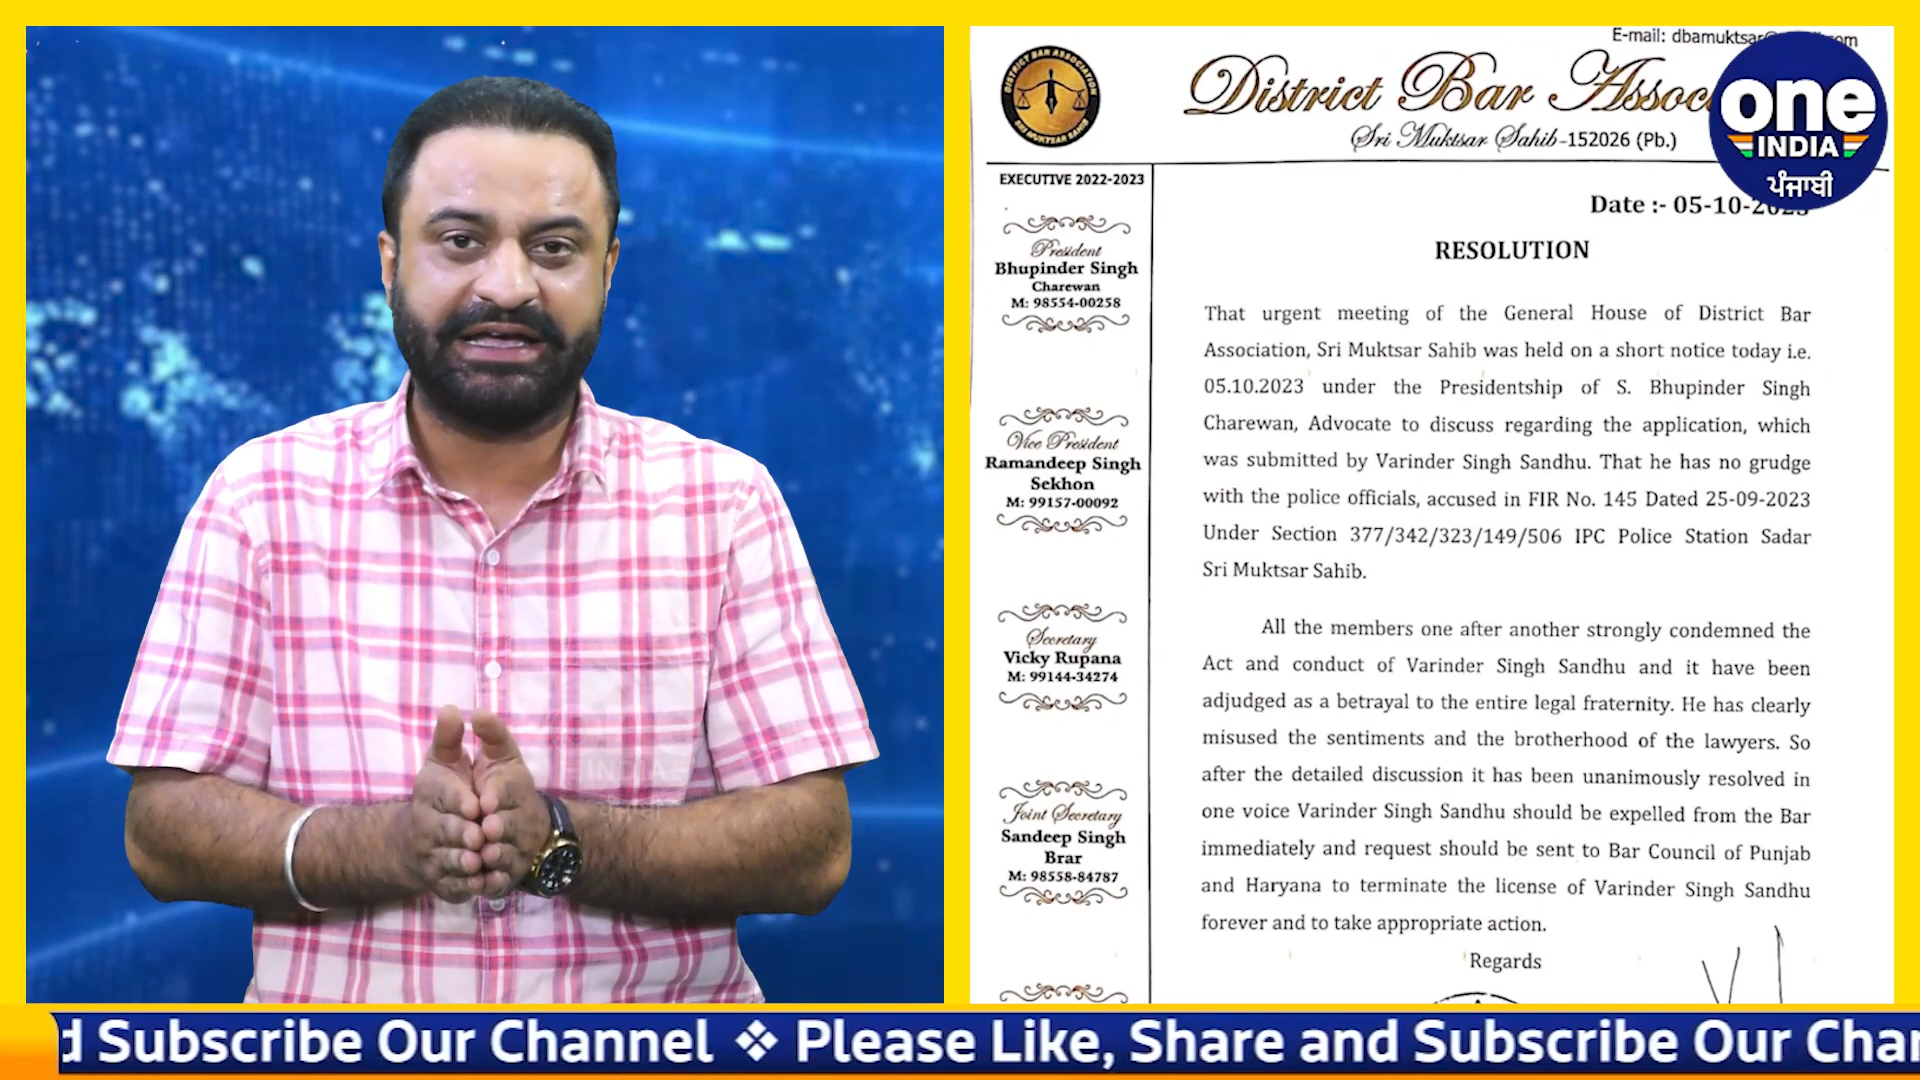 E-mail: dbamuktsar
DISTRICT BAR ASSOCIATION
SRI MUKTSAR SAHIB
District Bar Assoc
Sri Muktsar Sahib-152026 (Pb.)
one
INDIA
ਪੰਜਾਬੀ
EXECUTIVE 2022-2023
President
Bhupinder Singh
Charewan
M: 98554-00258
Vice President
Ramandeep Singh
Sekhon
M: 99157-00092
Secretary
Vicky Rupana
M: 99144-34274
Joint Secretary
Sandeep Singh
Brar
M: 98558-84787
Date :- 05-10-2023
RESOLUTION
That urgent meeting of the General House of District Bar
Association, Sri Muktsar Sahib was held on a short notice today i.e.
05.10.2023 under the Presidentship of S. Bhupinder Singh
Charewan, Advocate to discuss regarding the application, which
was submitted by Varinder Singh Sandhu. That he has no grudge
with the police officials, accused in FIR No. 145 Dated 25-09-2023
Under Section 377/342/323/149/506 IPC Police Station Sadar
Sri Muktsar Sahib.
All the members one after another strongly condemned the
Act and conduct of Varinder Singh Sandhu and it have been
adjudged as a betrayal to the entire legal fraternity. He has clearly
misused the sentiments and the brotherhood of the lawyers. So
after the detailed discussion it has been unanimously resolved in
one voice Varinder Singh Sandhu should be expelled from the Bar
immediately and request should be sent to Bar Council of Punjab
and Haryana to terminate the license of Varinder Singh Sandhu
forever and to take appropriate action.
Regards
d Subscribe Our Channel ❖ Please Like, Share and Subscribe Our Chan